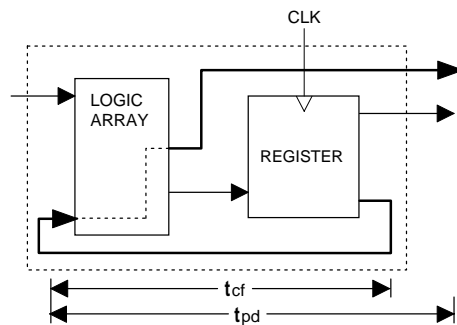 CLK
LOGIC
ARRAY
REGISTER
tcf
tpd